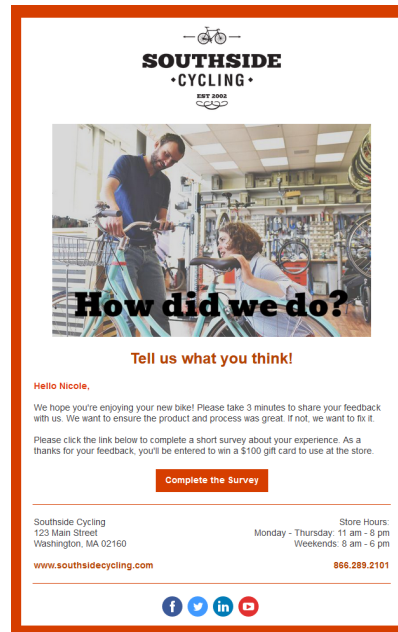 SOUTHSIDE
CYCLING
EST 2002
How did we do?
Tell us what you think!
Hello Nicole,
We hope you're enjoying your new bike! Please take 3 minutes to share your feedback
with us. We want to ensure the product and process was great. If not, we want to fix it.
Please click the link below to complete a short survey about your experience. As a
thanks for your feedback, you'll be entered to win a $100 gift card to use at the store.
Complete the Survey
Southside Cycling
123 Main Street
Washington, MA 02160
www.southsidecycling.com
Store Hours:
Monday - Thursday: 11 am - 8 pm
Weekends: 8 am - 6 pm
866.289.2101